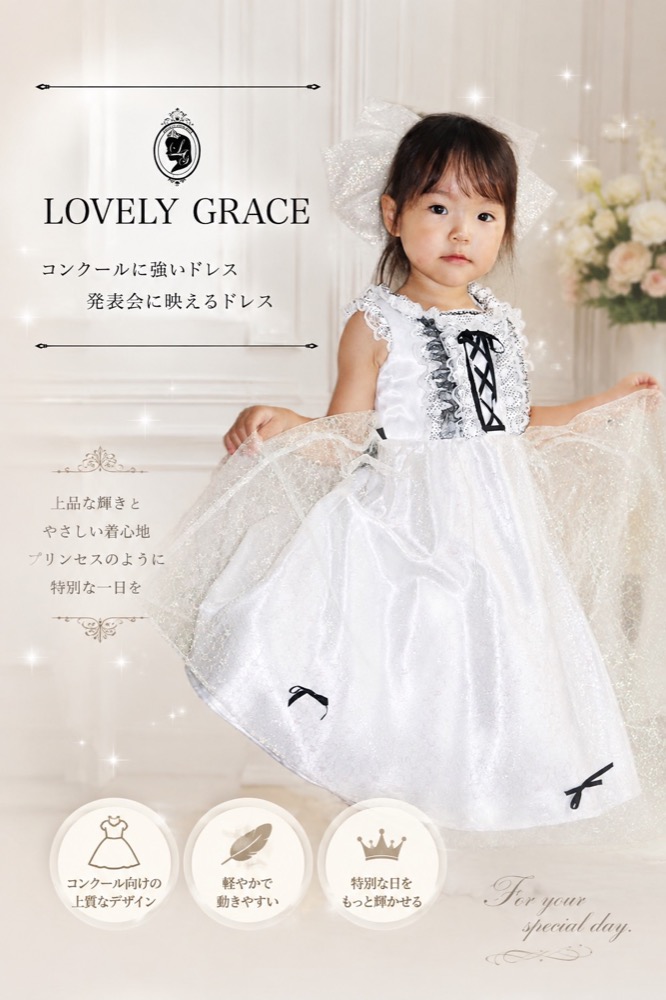 LOVELY GRACE
コンクールに強いドレス
発表会に映えるドレス
上品な輝きと
やさしい着心地
プリンセスのように
特別な一日を
コンクール向けの
上質なデザイン
軽やかで
動きやすい
特別な日を
もっと輝かせる
For your
special day.